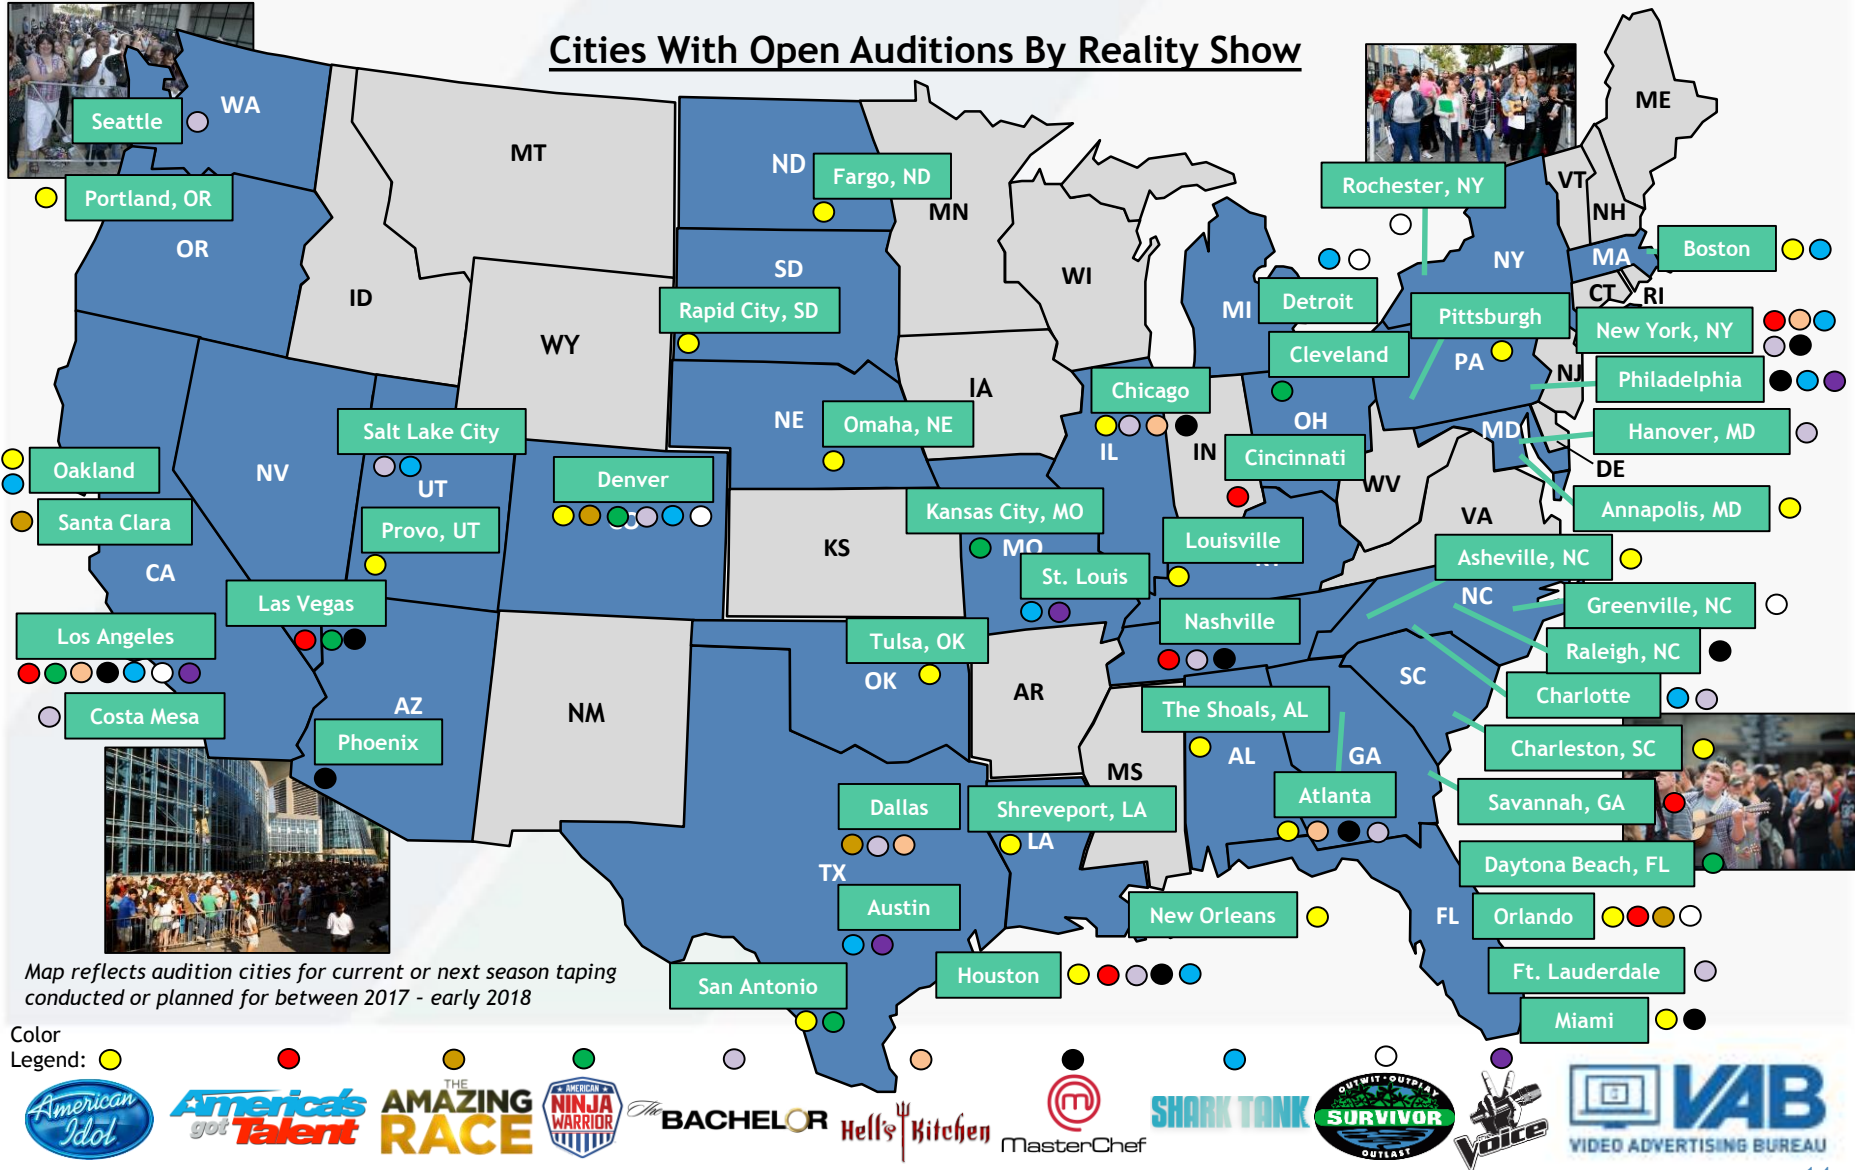 Cities With Open Auditions By Reality Show
WA
Seattle
MT
ND
Fargo, ND
MN
Rochester, NY
VT
NH
ME
Portland, OR
OR
ID
SD
Rapid City, SD
WI
MI
Detroit
NY
MA
Boston
CT
RI
WY
Pittsburgh
New York, NY
Cleveland
PA
NJ
Philadelphia
IA
Chicago
NE
Omaha, NE
OH
MD
Hanover, MD
Salt Lake City
IL
IN
Cincinnati
DE
Oakland
NV
UT
Denver
WV
Santa Clara
Provo, UT
Kansas City, MO
VA
Annapolis, MD
KS
MO
Louisville
Asheville, NC
CA
St. Louis
NC
Greenville, NC
Las Vegas
Nashville
Los Angeles
Tulsa, OK
Raleigh, NC
OK
SC
Costa Mesa
AZ
NM
AR
Charlotte
The Shoals, AL
Phoenix
AL
GA
Charleston, SC
MS
Dallas
Shreveport, LA
Atlanta
Savannah, GA
LA
TX
Daytona Beach, FL
Austin
New Orleans
FL
Orlando
Map reflects audition cities for current or next season taping
conducted or planned for between 2017 - early 2018
San Antonio
Houston
Ft. Lauderdale
Miami
Color
Legend:
American
Idol
America's
got Talent
THE
AMAZING
RACE
AMERICAN
NINJA
WARRIOR
The BACHELOR
Hell's Kitchen
MasterChef
SHARK TANK
OUTWIT · OUTPLAY
SURVIVOR
OUTLAST
The
Voice
VAB
VIDEO ADVERTISING BUREAU